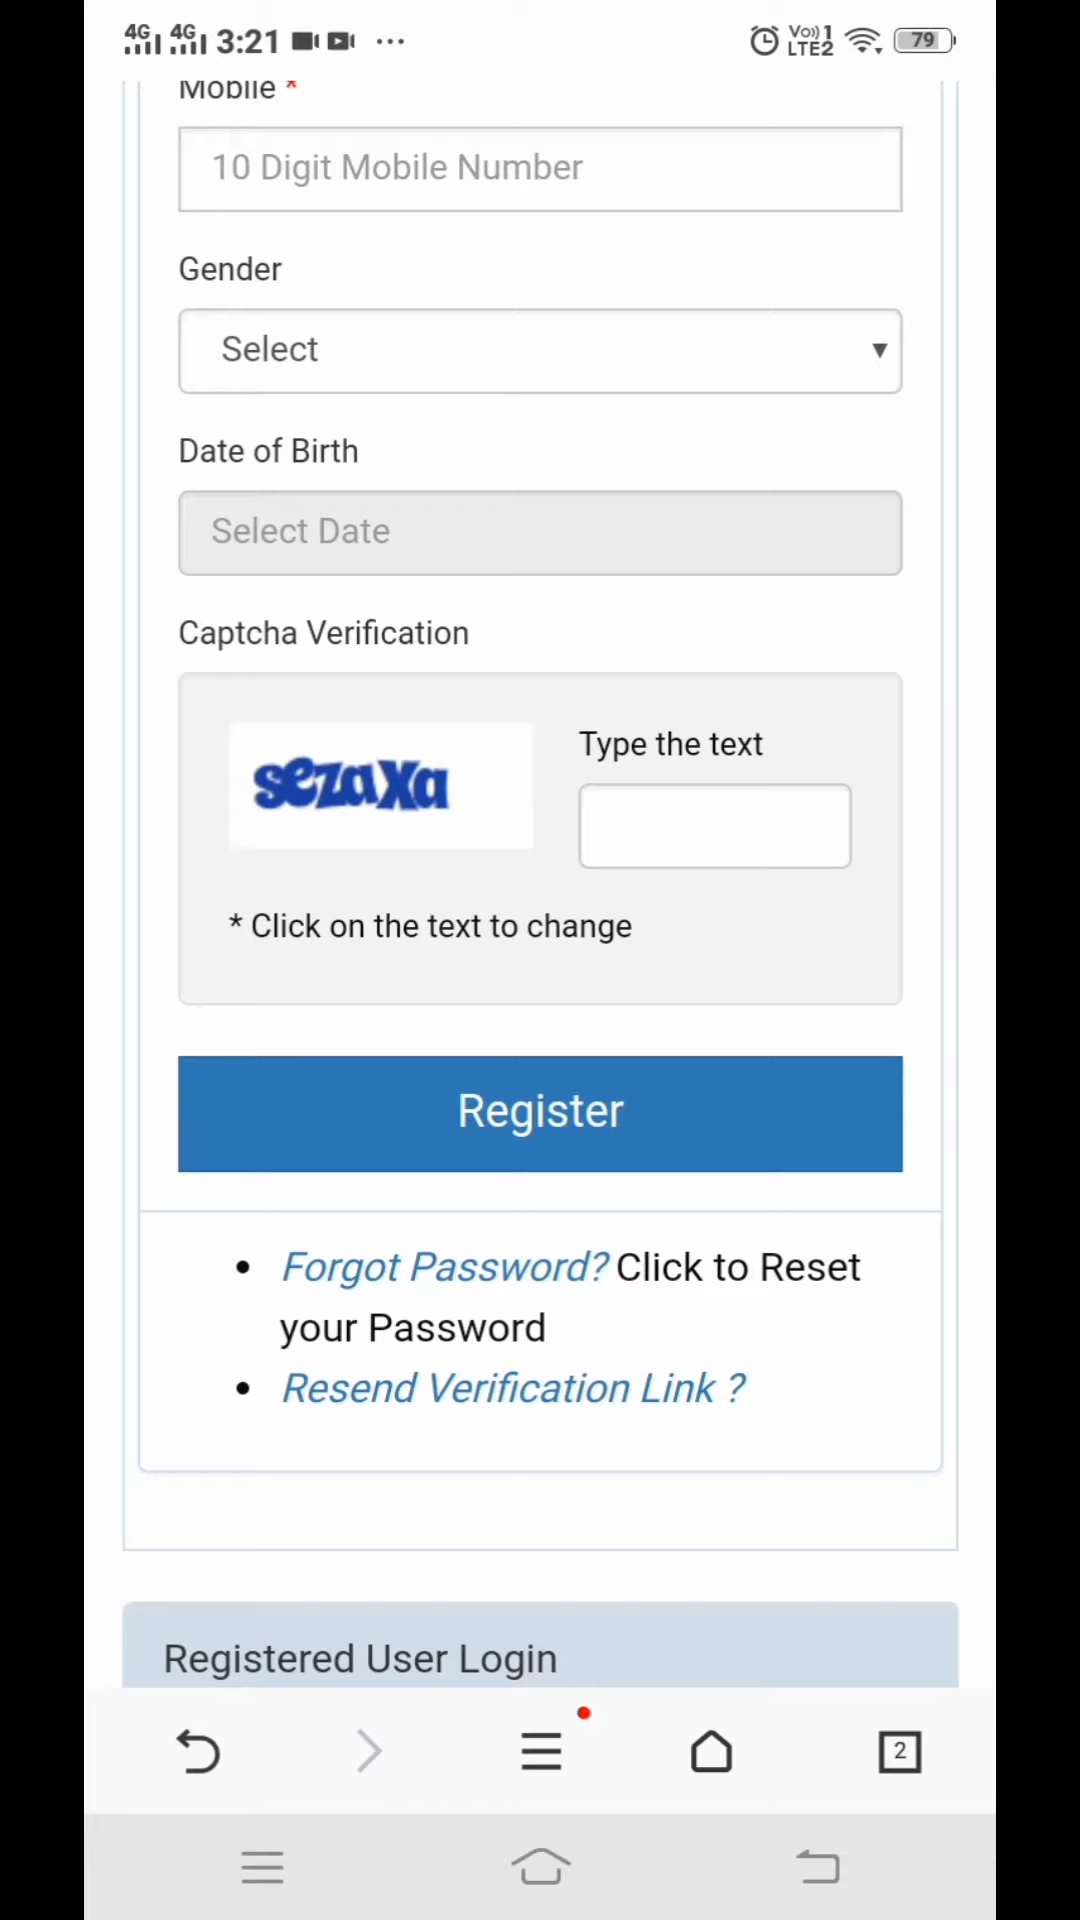 4G 4G 3:21 ... Vo)) 1 LTE2 79
Mobile *
10 Digit Mobile Number
Gender
Select
Date of Birth
Select Date
Captcha Verification
sezaxa
Type the text
* Click on the text to change
Register
• Forgot Password? Click to Reset
your Password
• Resend Verification Link ?
Registered User Login
2